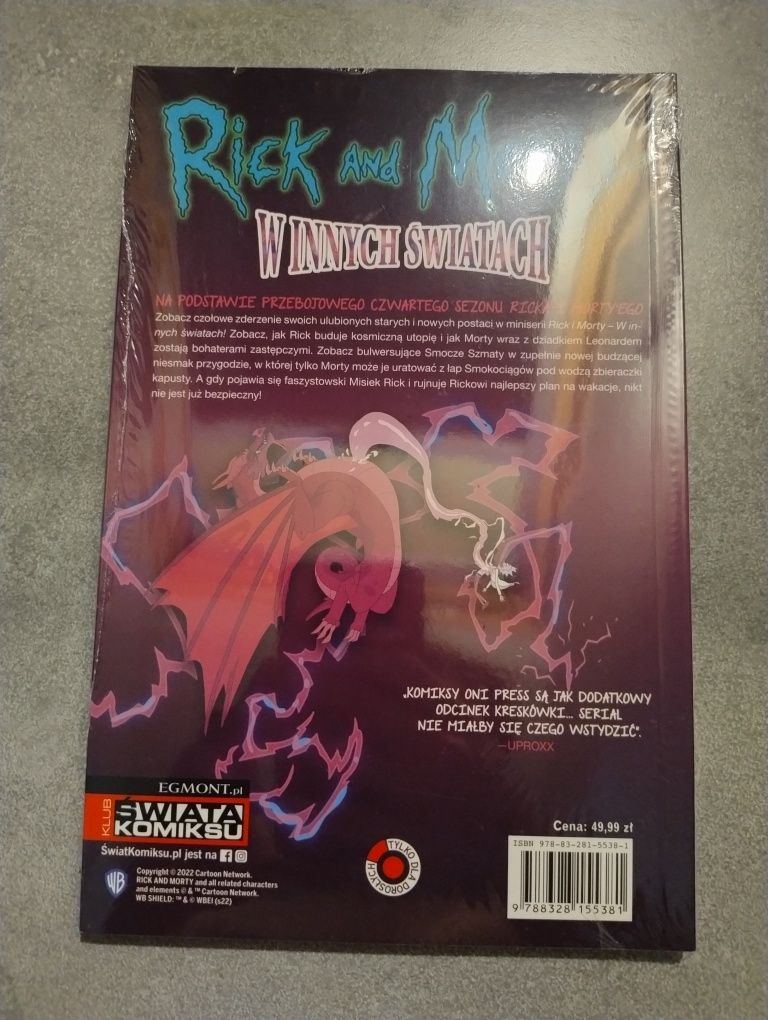 Rick and M
W INNYCH ŚWIATACH
NA PODSTAWIE PRZEBOJOWEGO CZWARTEGO SEZONU RICKA I MORTY'EGO
Zobacz czołowe zderzenie swoich ulubionych starych i nowych postaci w miniserii Rick i Morty – W in-
nych światach! Zobacz, jak Rick buduje kosmiczną utopię i jak Morty wraz z dziadkiem Leonardem
zostają bohaterami zastępczymi. Zobacz bulwersujące Smocze Szmaty w zupełnie nowej budzącej
niesmak przygodzie, w której tylko Morty może je uratować z łap Smokociągów pod wodzą zbieraczki
kapusty. A gdy pojawia się faszystowski Misiek Rick i rujnuje Rickowi najlepszy plan na wakacje, nikt
nie jest już bezpieczny!
„KOMIKSY ONI PRESS SĄ JAK DODATKOWY
ODCINEK KRESKÓWKI... SERIAL
NIE MIAŁBY SIĘ CZEGO WSTYDZIĆ".
—UPROXX
EGMONT.pl
KLUB
ŚWIATA
KOMIKSU
ŚwiatKomiksu.pl jest na
WB
Copyright © 2022 Cartoon Network.
RICK AND MORTY and all related characters
and elements © & ™ Cartoon Network.
WB SHIELD: ™ & © WBEI (s22)
TYLKO DLA DOROSŁYCH
Cena: 49,99 zł
ISBN 978-83-281-5538-1
9 788328 155381